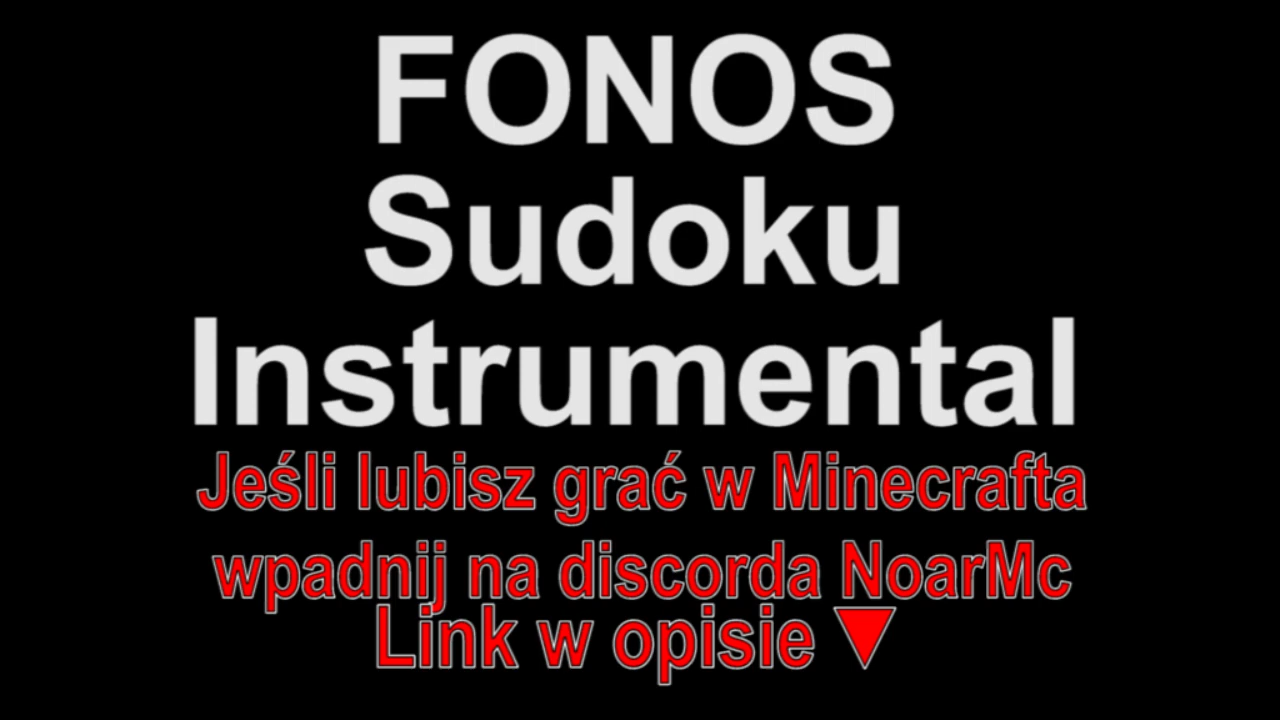 FONOS
Sudoku
Instrumental
Jeśli lubisz grać w Minecrafta
wpadnij na discorda NoarMc
Link w opisie ▼